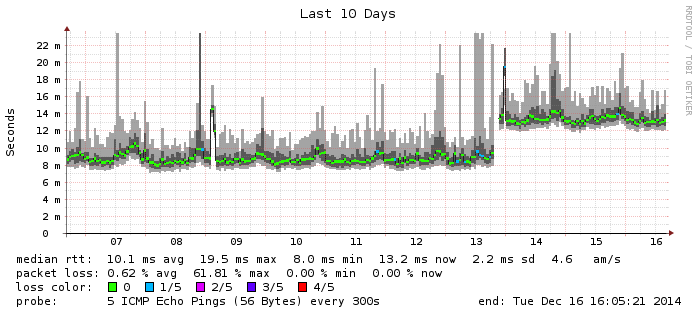 Last 10 Days
RRDTOOL / TOBI OETIKER
Seconds
22 m
20 m
18 m
16 m
14 m
12 m
10 m
8 m
6 m
4 m
2 m
0
07 08 09 10 11 12 13 14 15 16
median rtt: 10.1 ms avg 19.5 ms max 8.0 ms min 13.2 ms now 2.2 ms sd 4.6 am/s
packet loss: 0.62 % avg 61.81 % max 0.00 % min 0.00 % now
loss color: 0 1/5 2/5 3/5 4/5
probe: 5 ICMP Echo Pings (56 Bytes) every 300s end: Tue Dec 16 16:05:21 2014